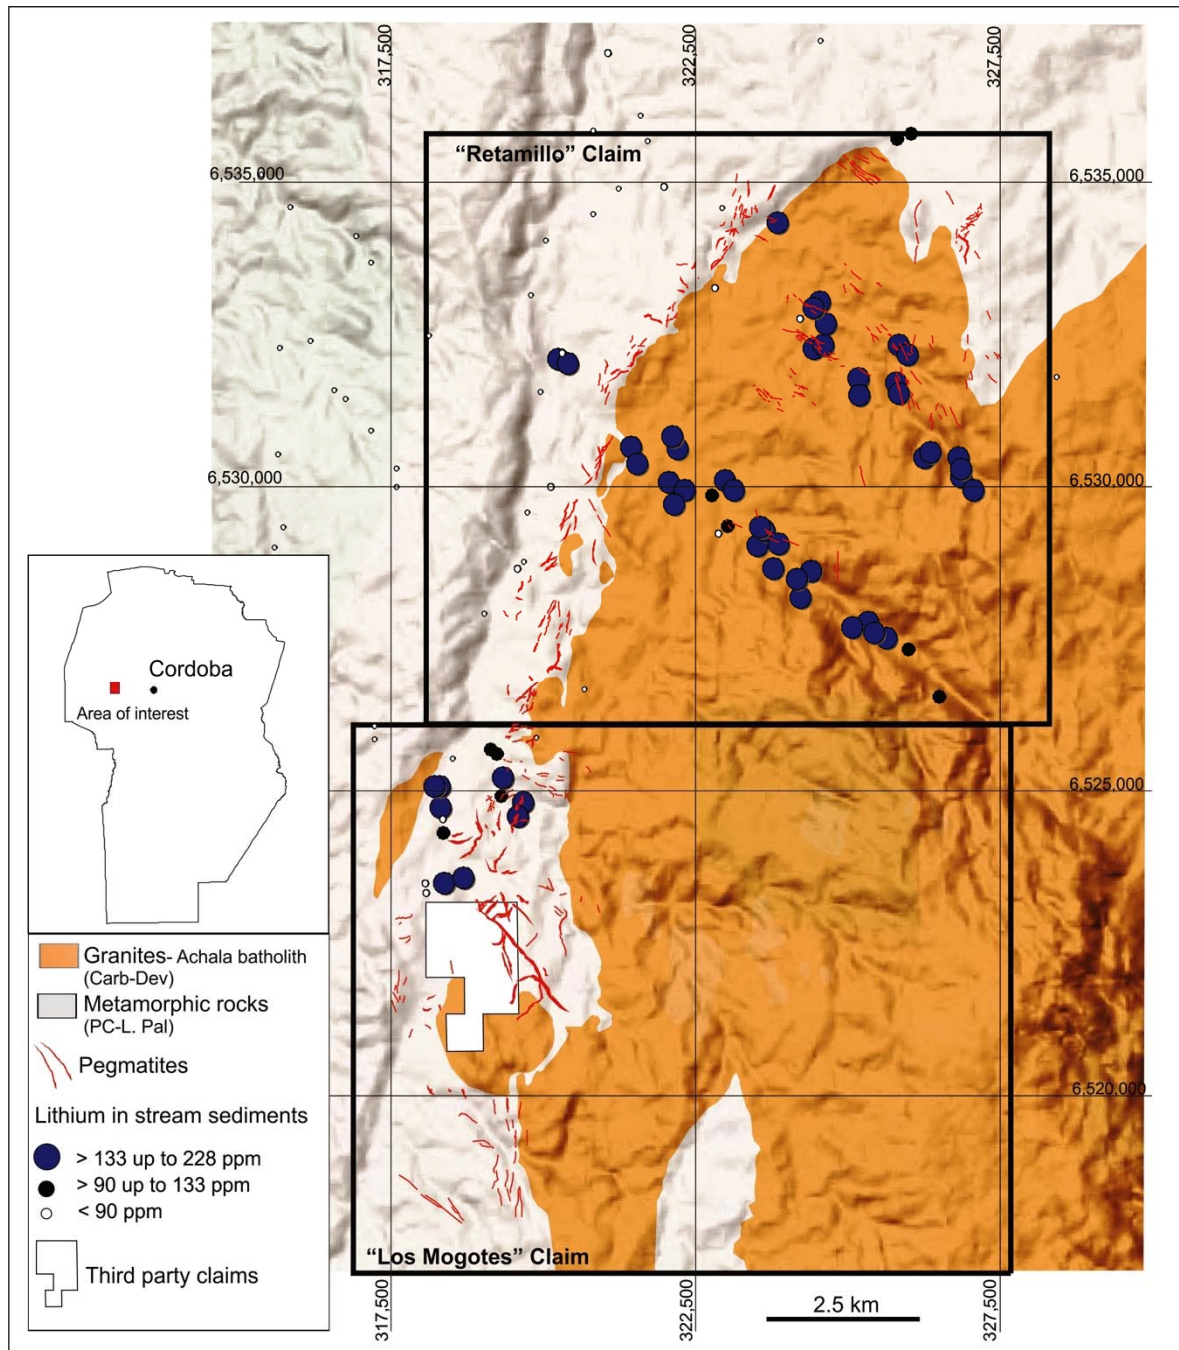 317,500
322,500
327,500
“Retamillo” Claim
6,535,000
6,535,000
6,530,000
6,530,000
Cordoba
Area of interest
6,525,000
6,520,000
Granites- Achala batholith
(Carb-Dev)
Metamorphic rocks
(PC-L. Pal)
Pegmatites
Lithium in stream sediments
> 133 up to 228 ppm
> 90 up to 133 ppm
< 90 ppm
Third party claims
“Los Mogotes” Claim
317,500
322,500
327,500
2.5 km